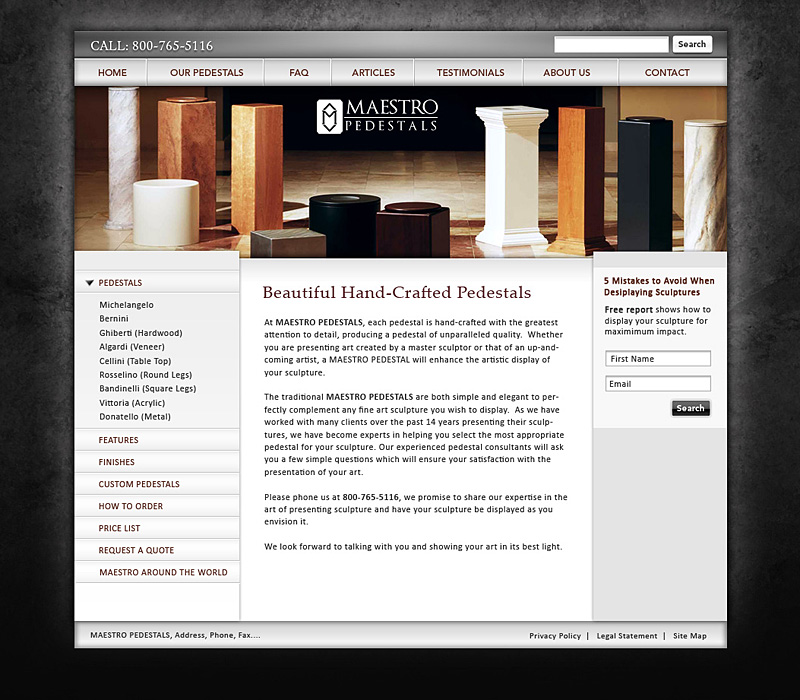 CALL: 800-765-5116
Search
HOME
OUR PEDESTALS
FAQ
ARTICLES
TESTIMONIALS
ABOUT US
CONTACT
MAESTRO
PEDESTALS
PEDESTALS
Michelangelo
Bernini
Ghiberti (Hardwood)
Algardi (Veneer)
Cellini (Table Top)
Rosselino (Round Legs)
Bandinelli (Square Legs)
Vittoria (Acrylic)
Donatello (Metal)
FEATURES
FINISHES
CUSTOM PEDESTALS
HOW TO ORDER
PRICE LIST
REQUEST A QUOTE
MAESTRO AROUND THE WORLD
Beautiful Hand-Crafted Pedestals
At MAESTRO PEDESTALS, each pedestal is hand-crafted with the greatest
attention to detail, producing a pedestal of unparalleled quality. Whether
you are presenting art created by a master sculptor or that of an up-and-
coming artist, a MAESTRO PEDESTAL will enhance the artistic display of
your sculpture.
The traditional MAESTRO PEDESTALS are both simple and elegant to per-
fectly complement any fine art sculpture you wish to display. As we have
worked with many clients over the past 14 years presenting their sculp-
tures, we have become experts in helping you select the most appropriate
pedestal for your sculpture. Our experienced pedestal consultants will ask
you a few simple questions which will ensure your satisfaction with the
presentation of your art.
Please phone us at 800-765-5116, we promise to share our expertise in the
art of presenting sculpture and have your sculpture be displayed as you
envision it.
We look forward to talking with you and showing your art in its best light.
5 Mistakes to Avoid When
Desiplaying Sculptures
Free report shows how to
display your sculpture for
maximimum impact.
First Name
Email
Search
MAESTRO PEDESTALS, Address, Phone, Fax....
Privacy Policy | Legal Statement | Site Map